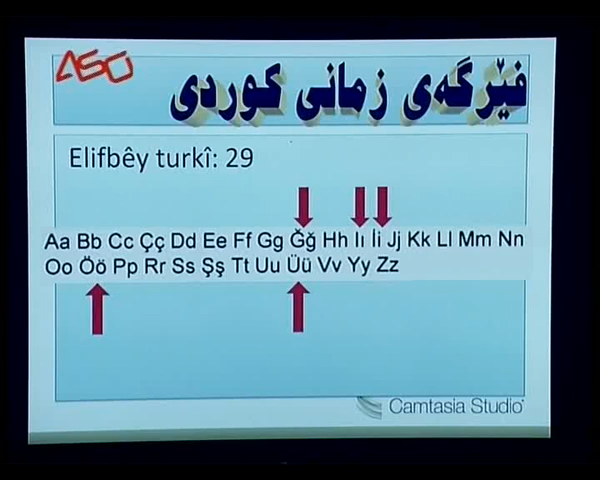 ASO
فێرگەی زمانی کوردی
Elifbêy turkî: 29
Aa Bb Cc Çç Dd Ee Ff Gg Ğğ Hh Iı İi Jj Kk Ll Mm Nn
Oo Öö Pp Rr Ss Şş Tt Uu Üü Vv Yy Zz
Camtasia Studio